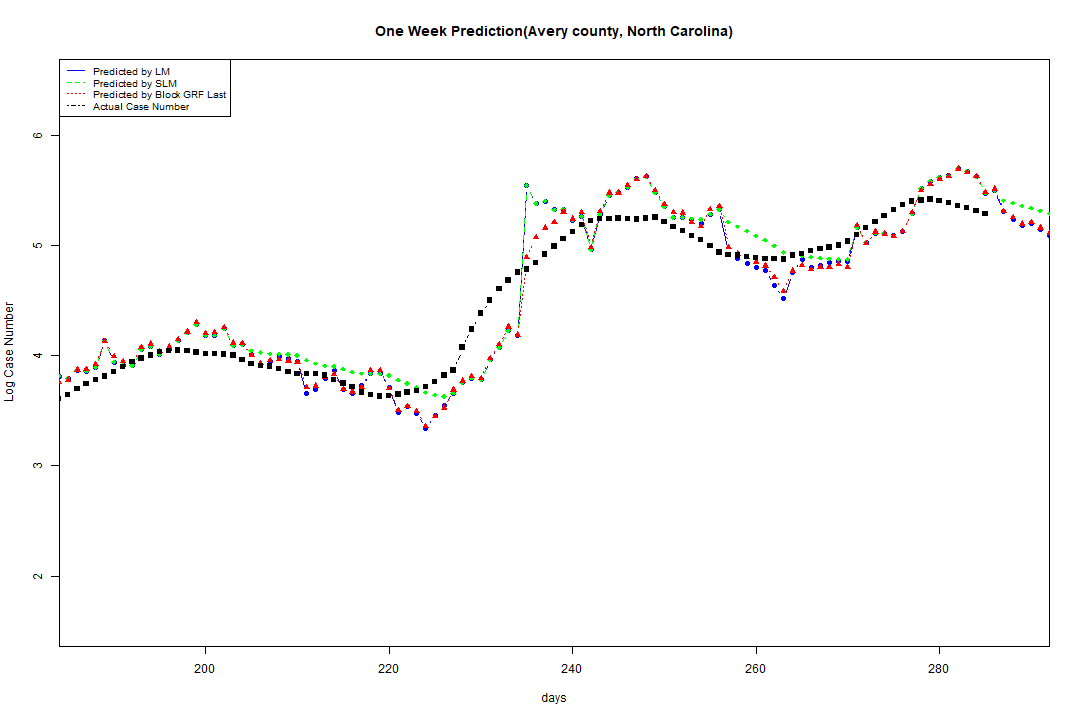 One Week Prediction(Avery county, North Carolina)
Predicted by LM
Predicted by SLM
Predicted by Block GRF Last
Actual Case Number
6
5
4
3
2
Log Case Number
200 220 240 260 280
days